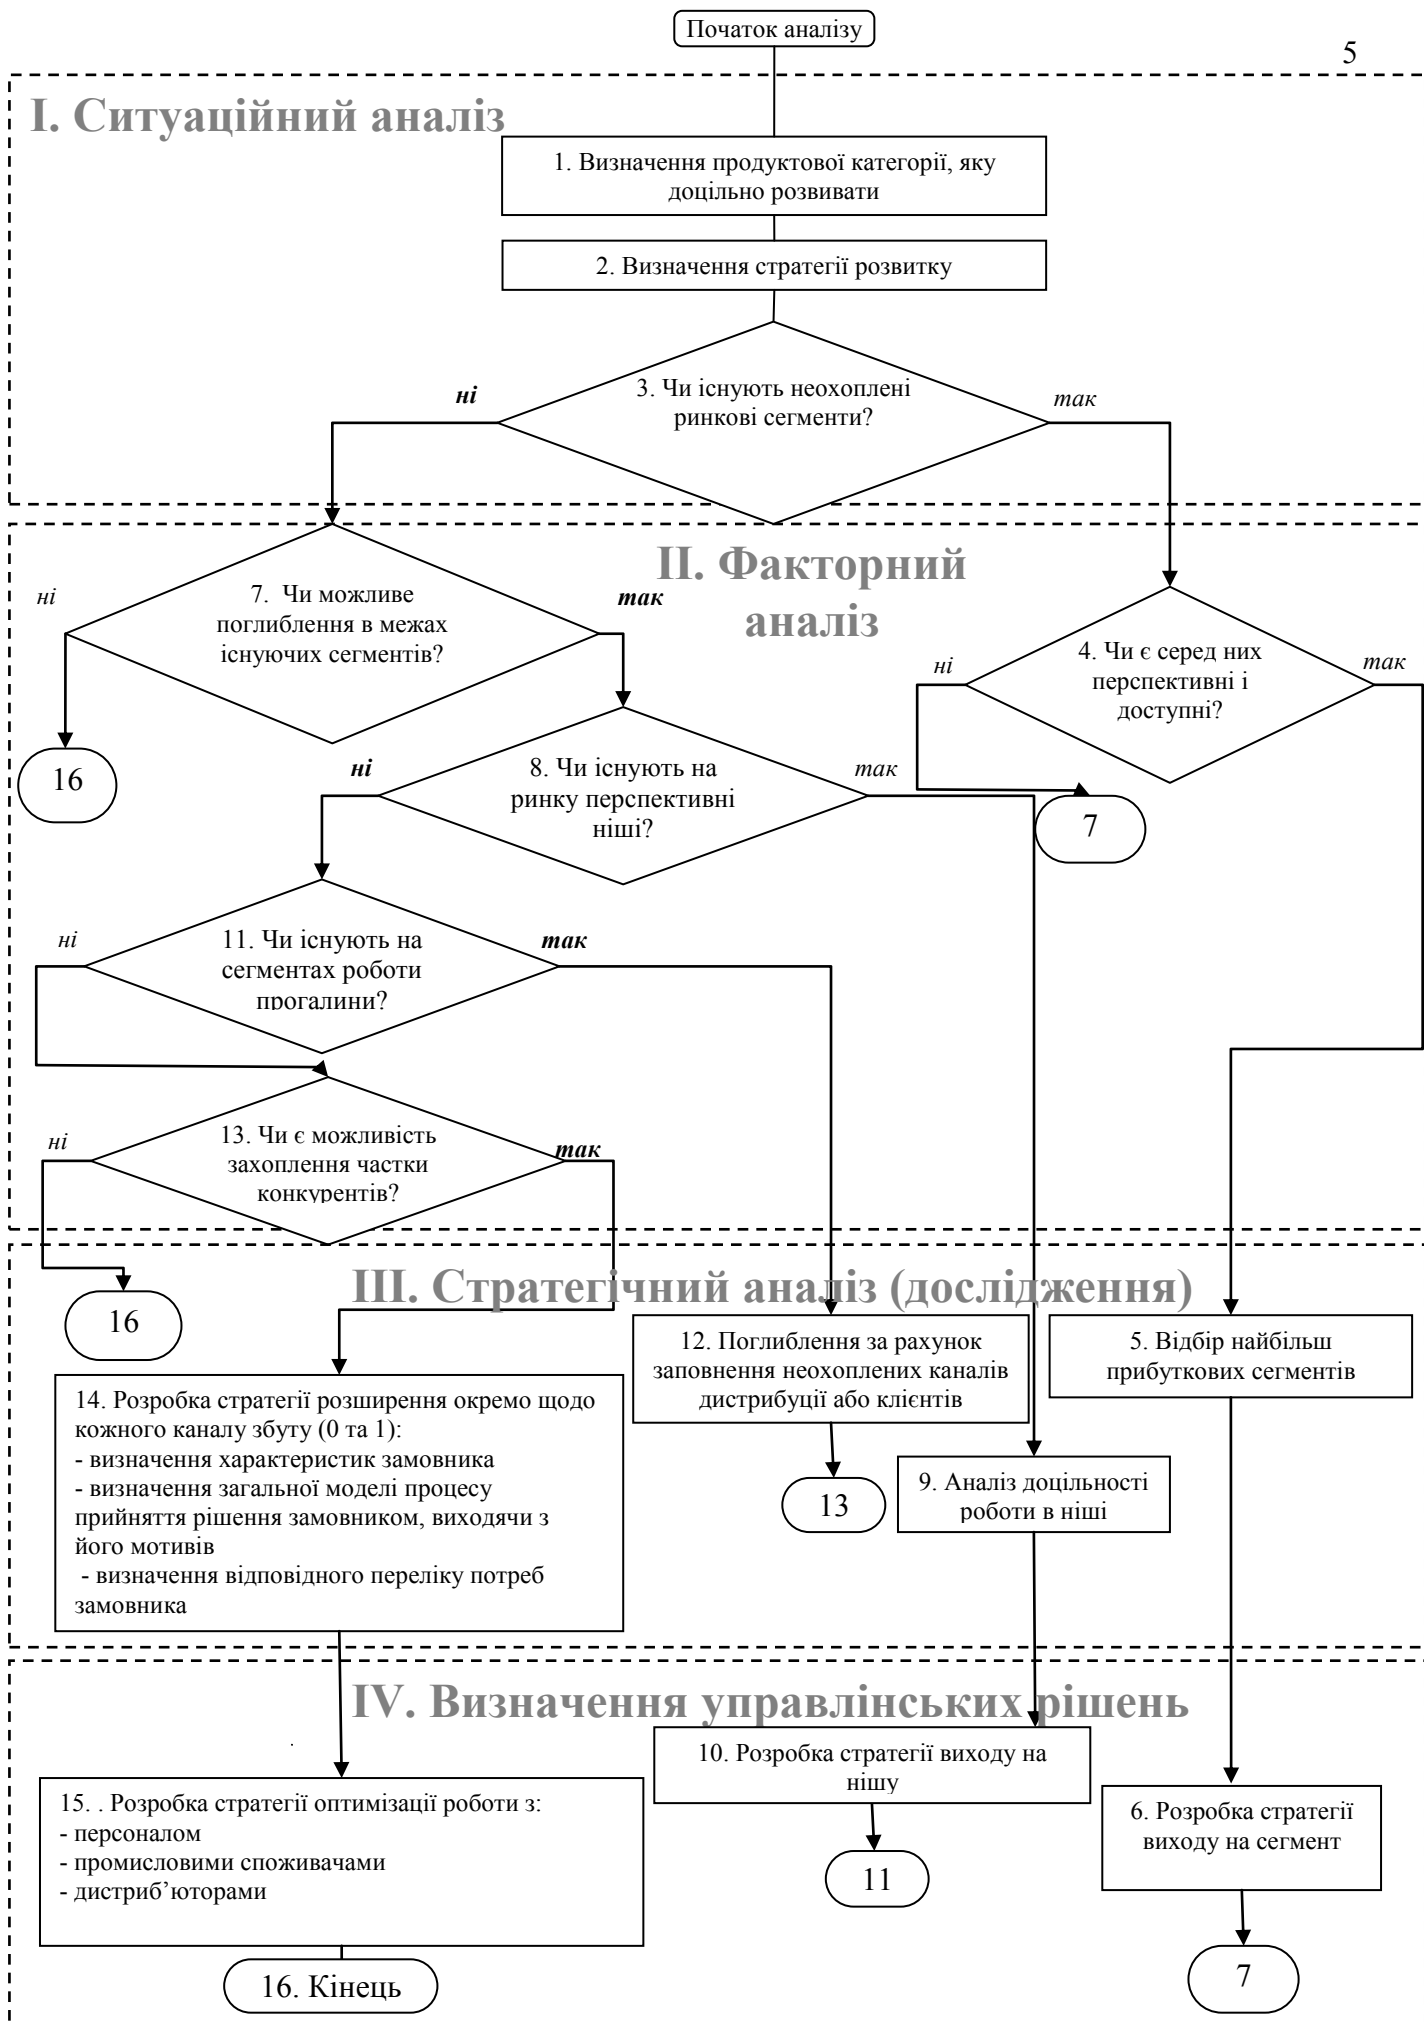 Початок аналізу
5
І. Ситуаційний аналіз
1. Визначення продуктової категорії, яку
доцільно розвивати
2. Визначення стратегії розвитку
3. Чи існують неохоплені
ринкові сегменти?
ні
так
ІІ. Факторний
аналіз
7. Чи можливе
поглиблення в межах
існуючих сегментів?
ні
так
4. Чи є серед них
перспективні і
доступні?
ні
так
16
8. Чи існують на
ринку перспективні
ніші?
ні
так
7
11. Чи існують на
сегментах роботи
прогалини?
ні
так
13. Чи є можливість
захоплення частки
конкурентів?
ні
так
ІІІ. Стратегічний аналіз (дослідження)
16
12. Поглиблення за рахунок
заповнення неохоплених каналів
дистрибуції або клієнтів
5. Відбір найбільш
прибуткових сегментів
14. Розробка стратегії розширення окремо щодо
кожного каналу збуту (0 та 1):
- визначення характеристик замовника
- визначення загальної моделі процесу
прийняття рішення замовником, виходячи з
його мотивів
- визначення відповідного переліку потреб
замовника
13
9. Аналіз доцільності
роботи в ніші
IV. Визначення управлінських рішень
10. Розробка стратегії виходу на
нішу
15. . Розробка стратегії оптимізації роботи з:
- персоналом
- промисловими споживачами
- дистриб’юторами
6. Розробка стратегії
виходу на сегмент
11
16. Кінець
7